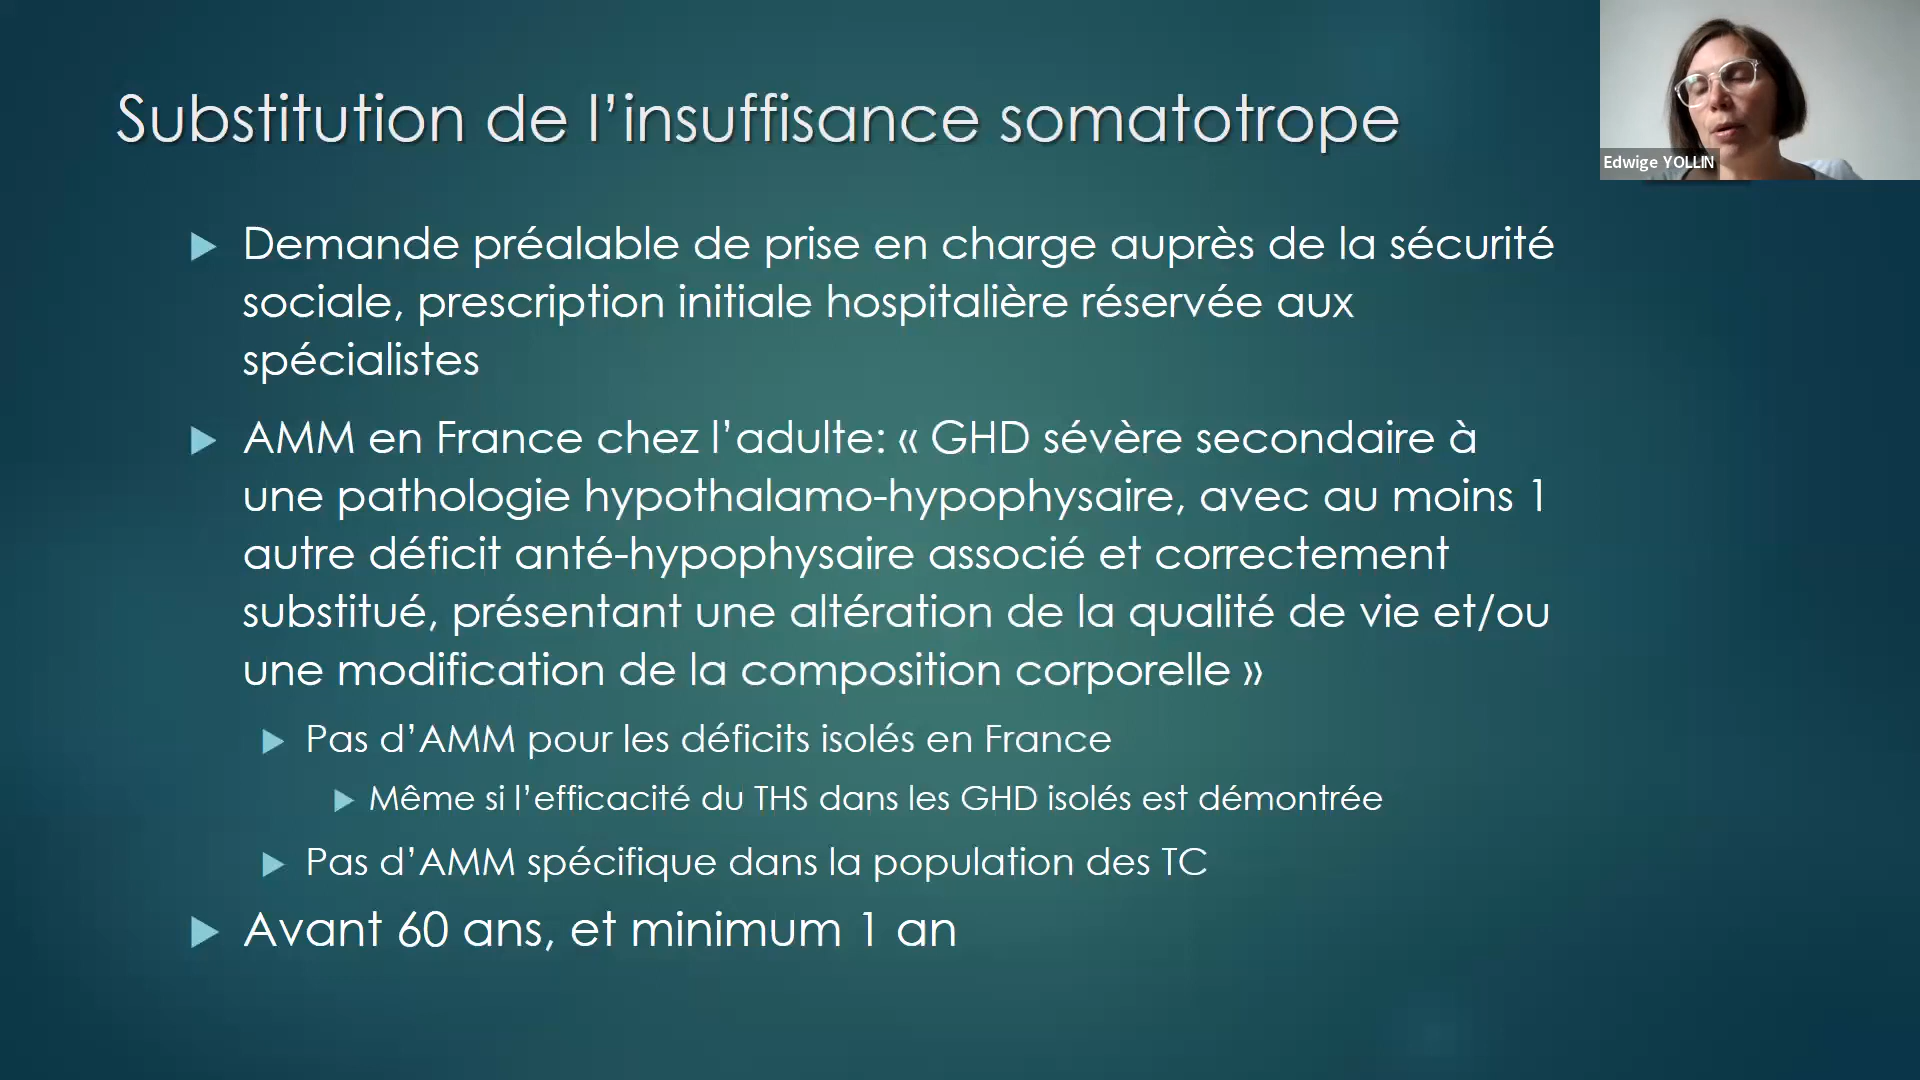 Substitution de l’insuffisance somatotrope
Edwige YOLLIN
Demande préalable de prise en charge auprès de la sécurité
sociale, prescription initiale hospitalière réservée aux
spécialistes
AMM en France chez l’adulte: « GHD sévère secondaire à
une pathologie hypothalamo-hypophysaire, avec au moins 1
autre déficit anté-hypophysaire associé et correctement
substitué, présentant une altération de la qualité de vie et/ou
une modification de la composition corporelle »
Pas d’AMM pour les déficits isolés en France
Même si l’efficacité du THS dans les GHD isolés est démontrée
Pas d’AMM spécifique dans la population des TC
Avant 60 ans, et minimum 1 an